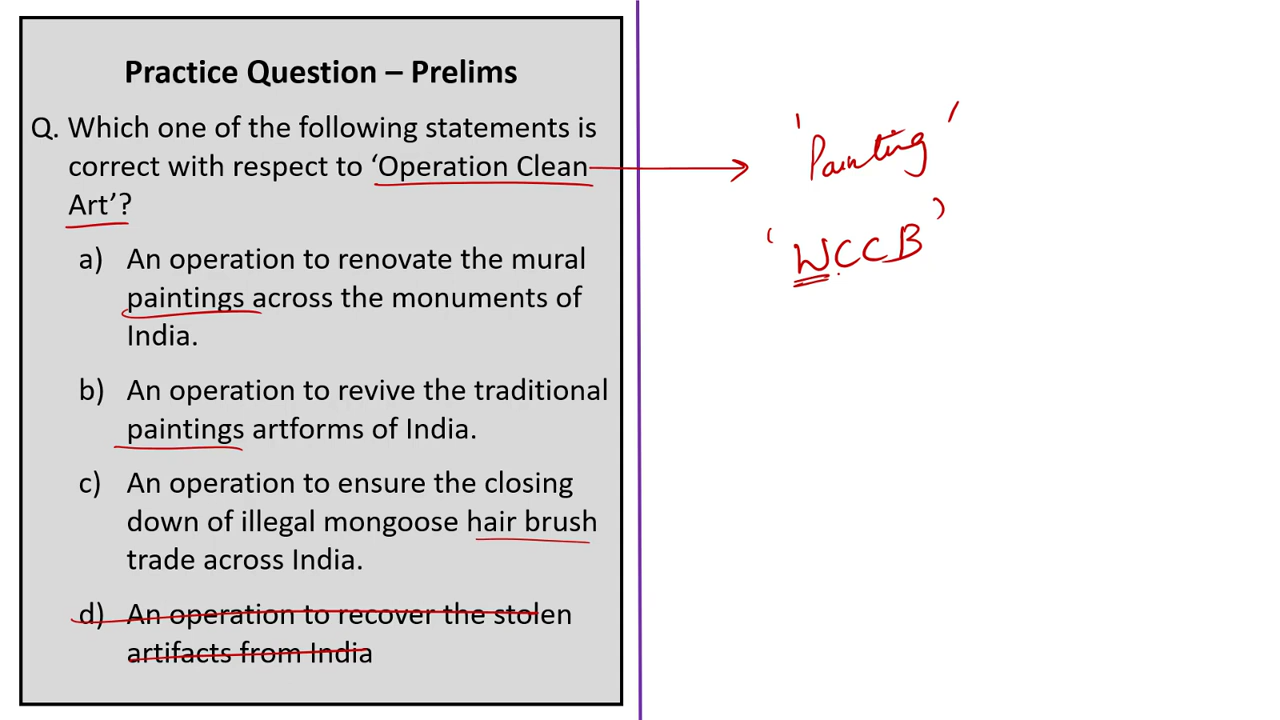 Practice Question – Prelims
Q. Which one of the following statements is
correct with respect to ‘Operation Clean
Art’?
a) An operation to renovate the mural
paintings across the monuments of
India.
b) An operation to revive the traditional
paintings artforms of India.
c) An operation to ensure the closing
down of illegal mongoose hair brush
trade across India.
d) An operation to recover the stolen
artifacts from India
'Painting'
'WCCB'